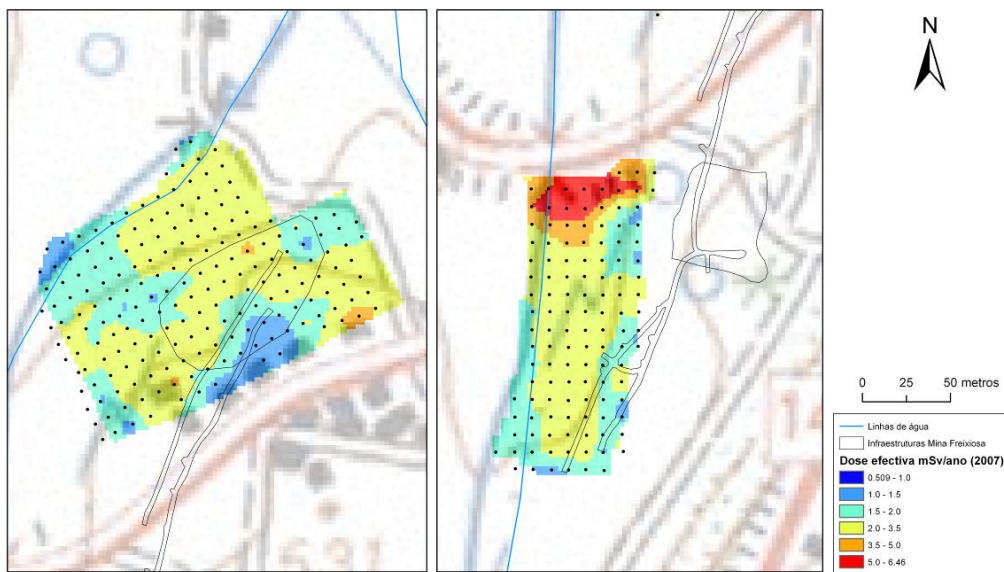 N
0 25 50 metros
Linhas de água
Infraestruturas Mina Freixiosa
Dose efectiva mSv/ano (2007)
0.509 - 1.0
1.0 - 1.5
1.5 - 2.0
2.0 - 3.5
3.5 - 5.0
5.0 - 6.46